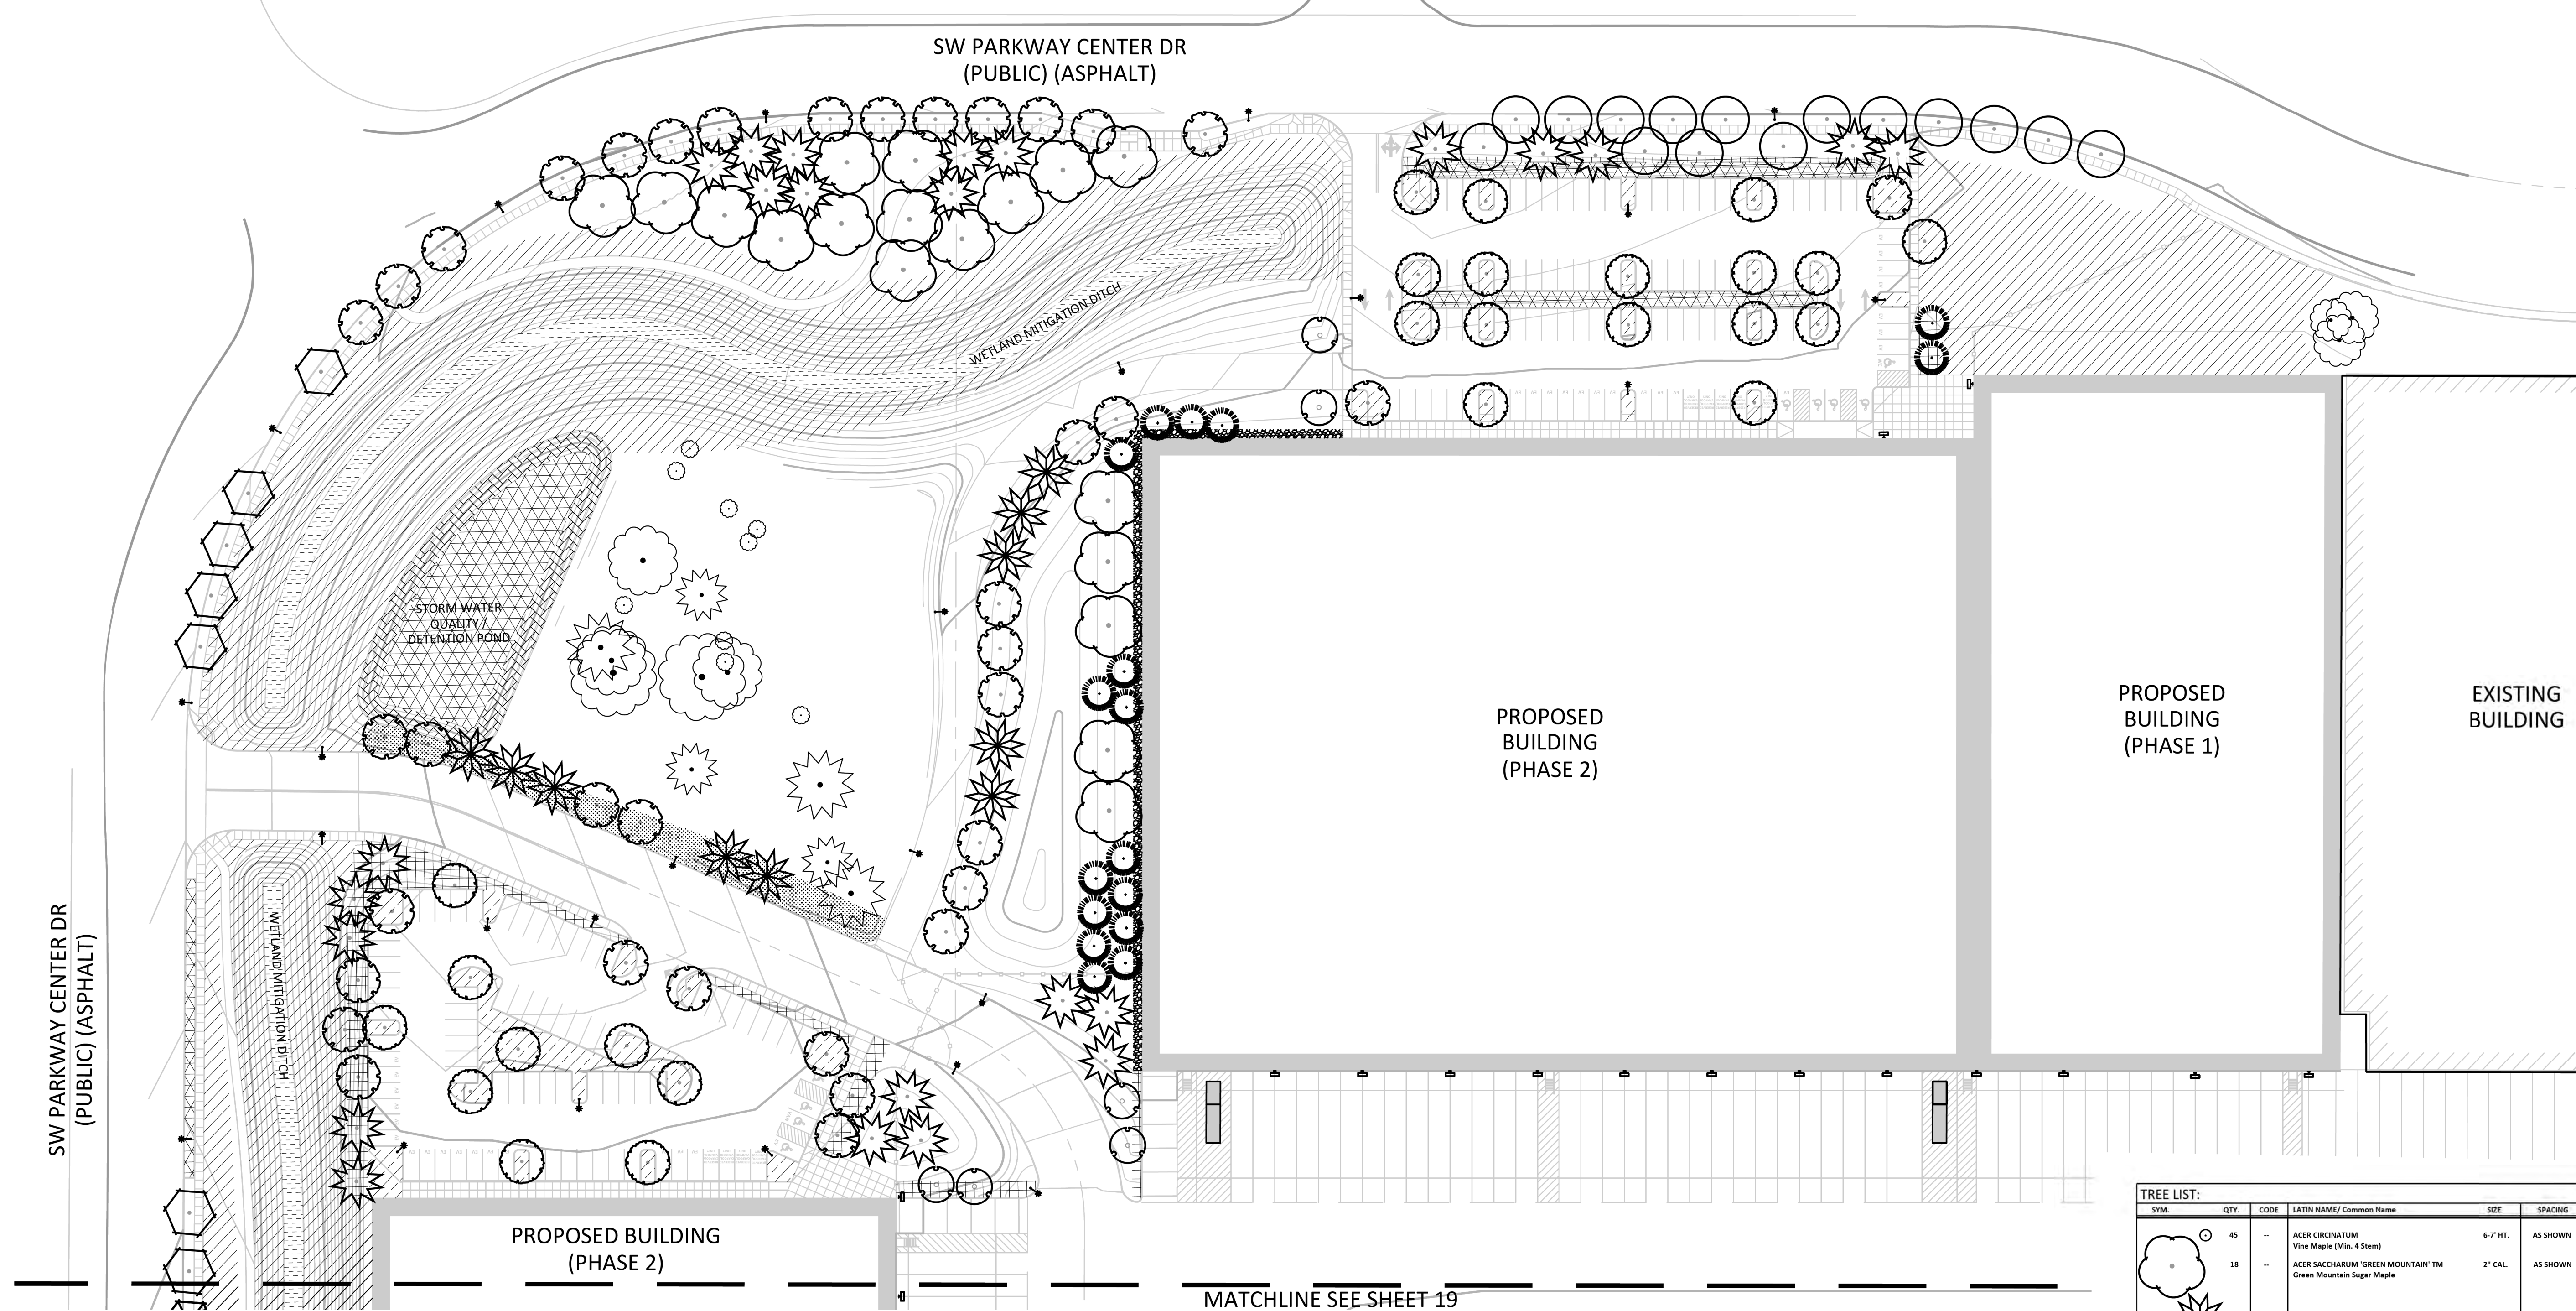 SW PARKWAY CENTER DR
(PUBLIC) (ASPHALT)
WETLAND MITIGATION DITCH
STORM WATER
QUALITY /
DETENTION POND
PROPOSED
BUILDING
(PHASE 2)
PROPOSED
BUILDING
(PHASE 1)
EXISTING
BUILDING
SW PARKWAY CENTER DR
(PUBLIC) (ASPHALT)
WETLAND MITIGATION DITCH
PROPOSED BUILDING
(PHASE 2)
MATCHLINE SEE SHEET 19
TREE LIST:
SYM. QTY. CODE LATIN NAME/ Common Name SIZE SPACING
45 -- ACER CIRCINATUM 6-7' HT. AS SHOWN
Vine Maple (Min. 4 Stem)
18 -- ACER SACCHARUM 'GREEN MOUNTAIN' TM 2" CAL. AS SHOWN
Green Mountain Sugar Maple